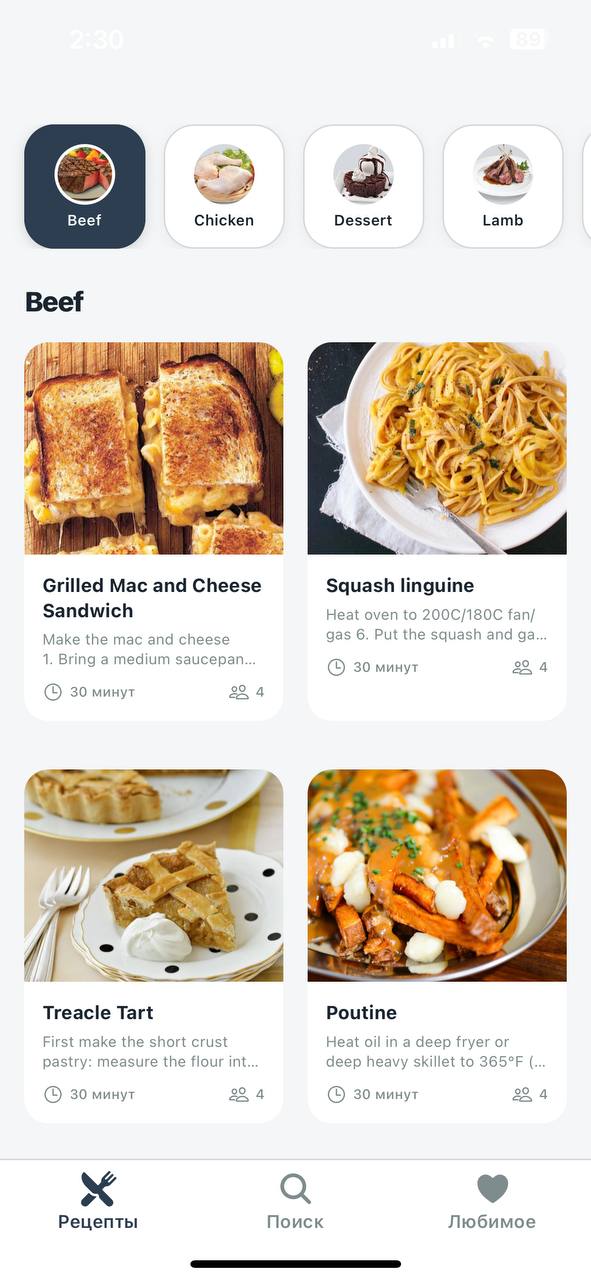 2:30
89
Beef
Chicken
Dessert
Lamb
Beef
Grilled Mac and Cheese
Sandwich
Make the mac and cheese
1. Bring a medium saucepan...
30 минут
4
Squash linguine
Heat oven to 200C/180C fan/
gas 6. Put the squash and ga...
30 минут
4
Treacle Tart
First make the short crust
pastry: measure the flour int...
30 минут
4
Poutine
Heat oil in a deep fryer or
deep heavy skillet to 365°F (...
30 минут
4
Рецепты
Поиск
Любимое